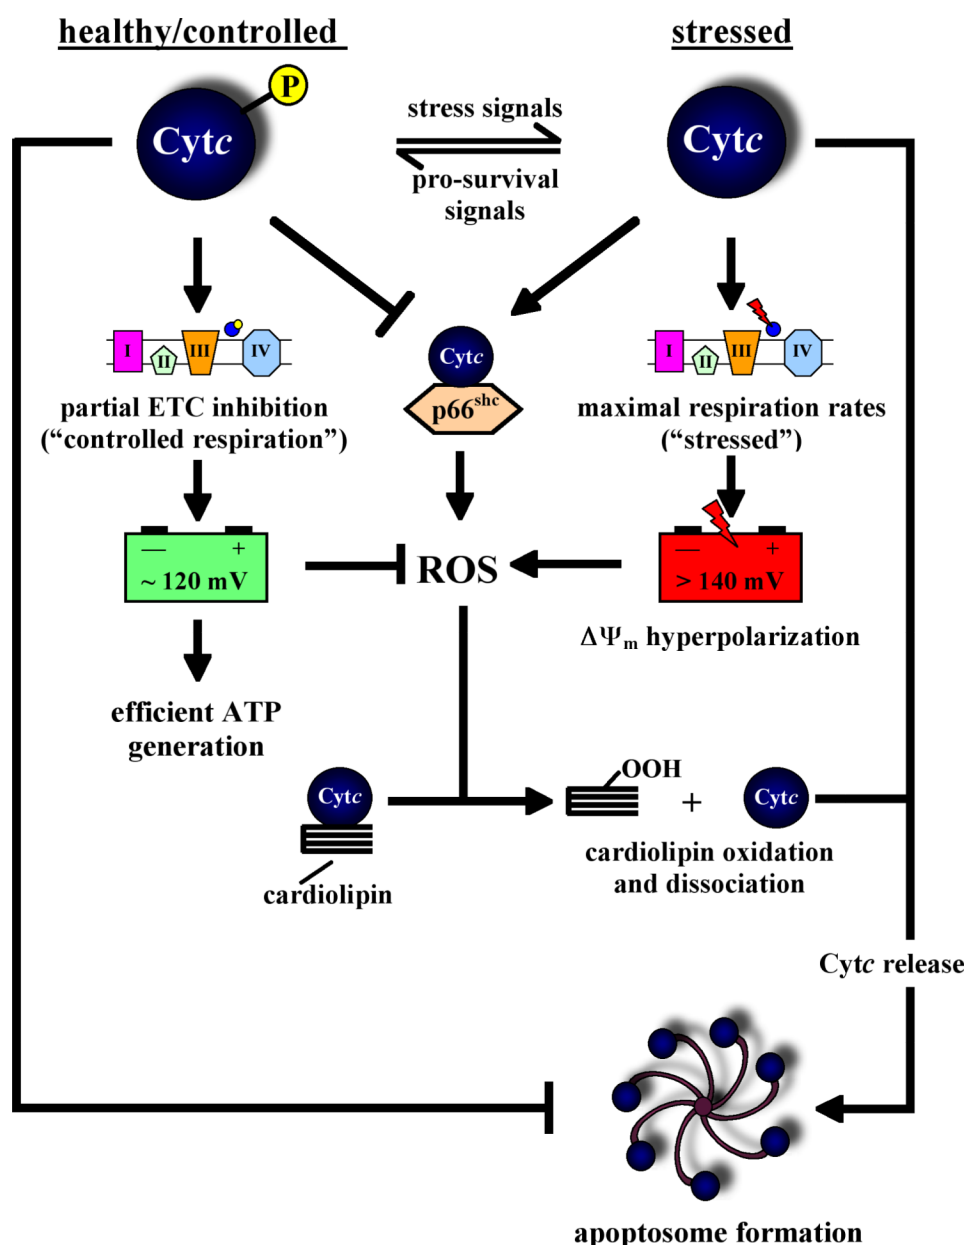 healthy/controlled
stressed
P
Cytc
stress signals
pro-survival
signals
Cytc
I
II
III
IV
Cytc
p66shc
I
II
III
IV
partial ETC inhibition
(“controlled respiration”)
maximal respiration rates
(“stressed”)
— +
~ 120 mV
ROS
— +
> 140 mV
ΔΨm hyperpolarization
efficient ATP
generation
Cytc
cardiolipin
OOH
+
Cytc
cardiolipin oxidation
and dissociation
Cytc release
apoptosome formation